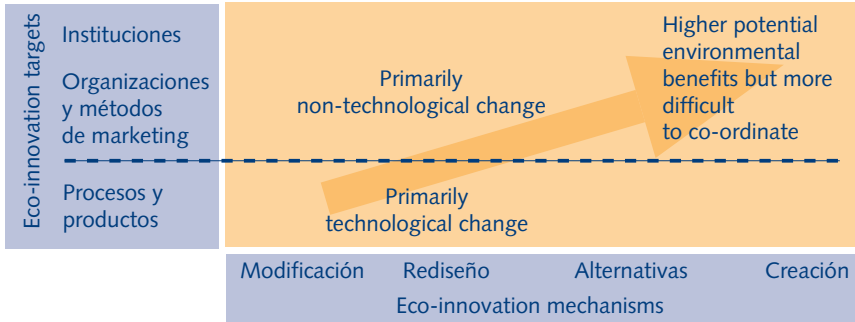 Eco-innovation targets
Instituciones
Organizaciones
y métodos
de marketing
Procesos y
productos
Primarily
non-technological change
Higher potential
environmental
benefits but more
difficult
to co-ordinate
Primarily
technological change
Modificación
Rediseño
Alternativas
Creación
Eco-innovation mechanisms